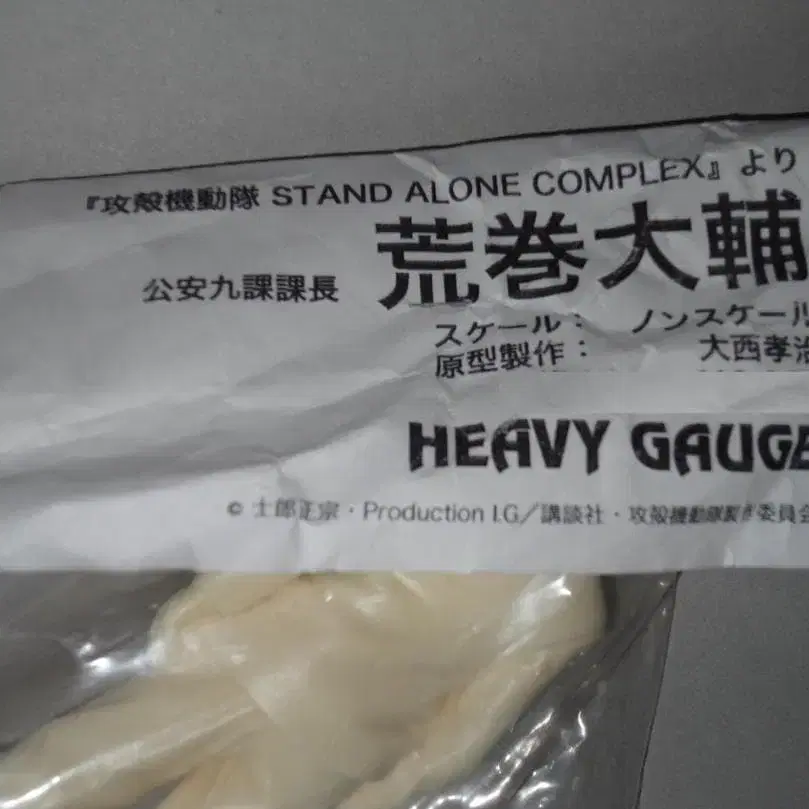 『攻殻機動隊 STAND ALONE COMPLEX』より
公安九課課長 荒巻大輔
スケール： ノンスケール
原型製作： 大西孝治
HEAVY GAUGE
© 士郎正宗・Production I.G／講談社・攻殻機動隊製作委員会